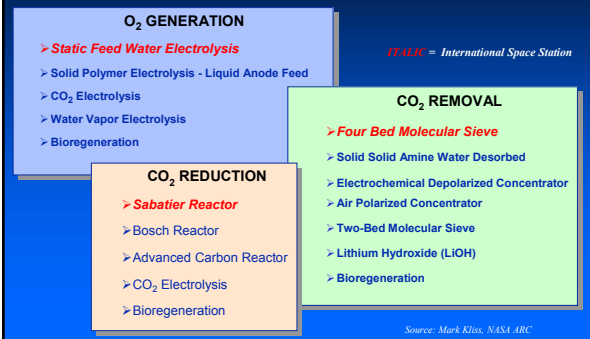 O₂ GENERATION
➢Static Feed Water Electrolysis
➢Solid Polymer Electrolysis - Liquid Anode Feed
➢CO₂ Electrolysis
➢Water Vapor Electrolysis
➢Bioregeneration
ITALIC = International Space Station
CO₂ REMOVAL
➢Four Bed Molecular Sieve
➢Solid Solid Amine Water Desorbed
➢Electrochemical Depolarized Concentrator
➢Air Polarized Concentrator
➢Two-Bed Molecular Sieve
➢Lithium Hydroxide (LiOH)
➢Bioregeneration
CO₂ REDUCTION
➢Sabatier Reactor
➢Bosch Reactor
➢Advanced Carbon Reactor
➢CO₂ Electrolysis
➢Bioregeneration
Source: Mark Kliss, NASA ARC